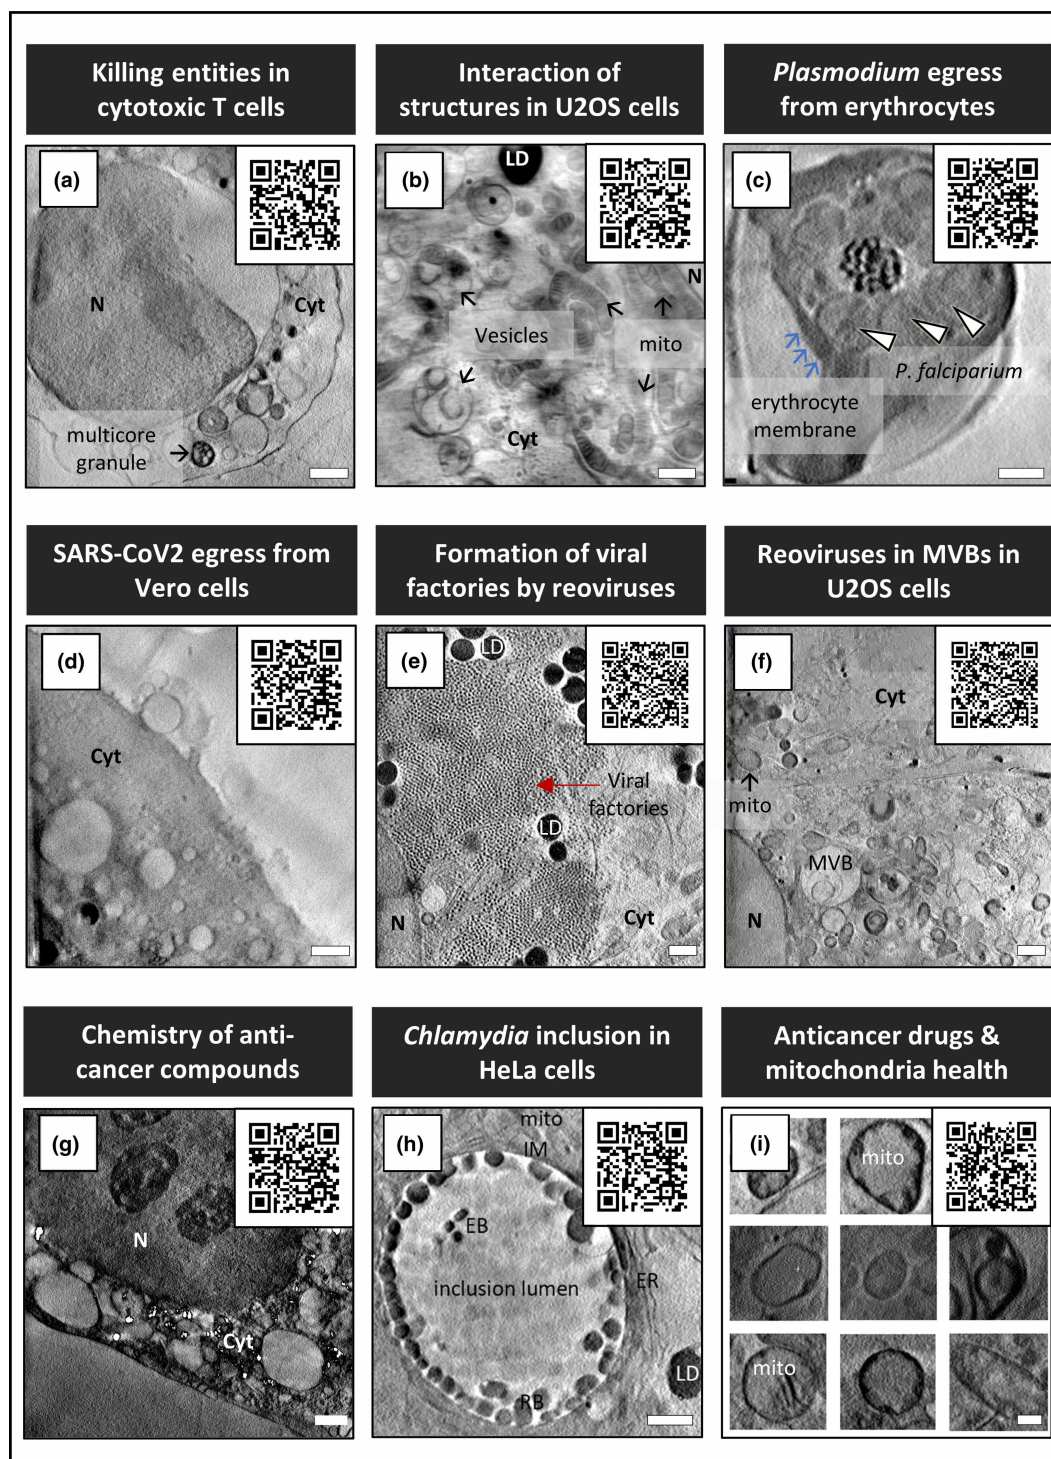 Killing entities in
cytotoxic T cells
Interaction of
structures in U2OS cells
Plasmodium egress
from erythrocytes
(a)
N
Cyt
multicore
granule
(b)
LD
N
Vesicles
mito
Cyt
(c)
P. falciparium
erythrocyte
membrane
SARS-CoV2 egress from
Vero cells
Formation of viral
factories by reoviruses
Reoviruses in MVBs in
U2OS cells
(d)
Cyt
(e)
LD
Viral
factories
LD
N
Cyt
(f)
Cyt
mito
MVB
N
Chemistry of anti-
cancer compounds
Chlamydia inclusion in
HeLa cells
Anticancer drugs &
mitochondria health
(g)
N
Cyt
(h)
mito
IM
EB
inclusion lumen
ER
LD
RB
(i)
mito
mito